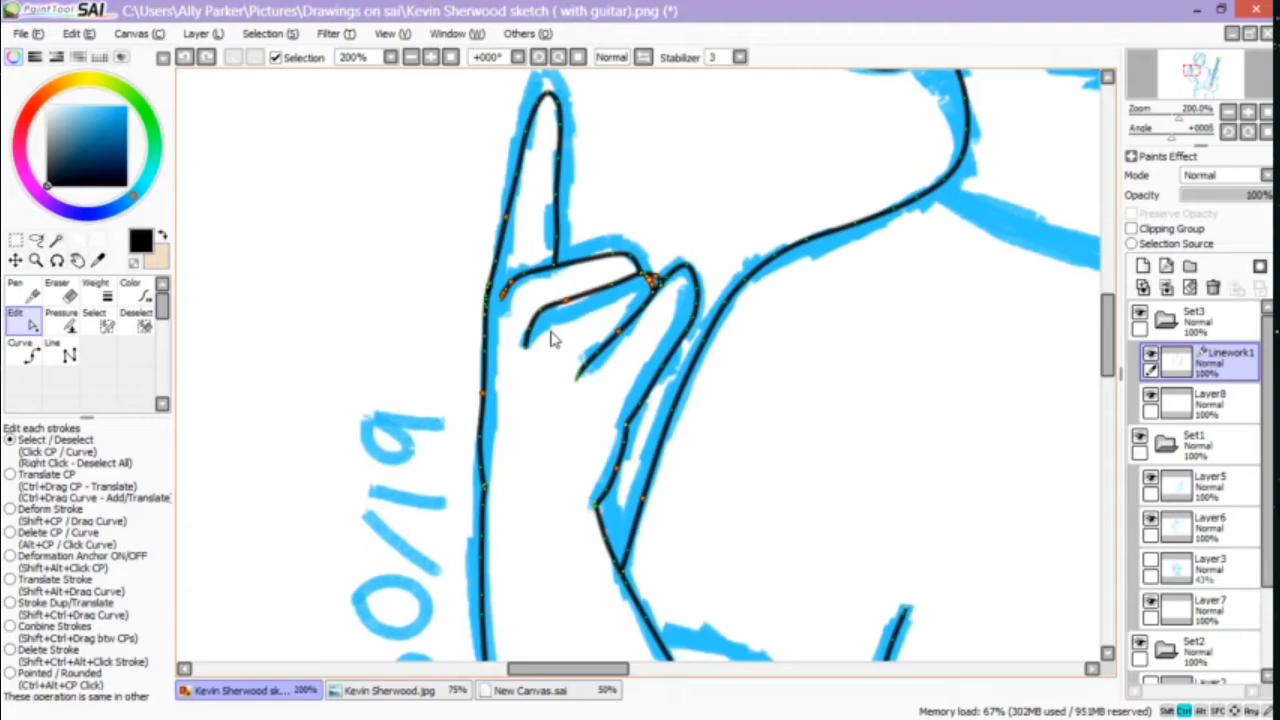 PaintTool SAI C:\Users\Ally Parker\Pictures\Drawings on sai\Kevin Sherwood sketch ( with guitar).png (*)
File (F) Edit (E) Canvas (C) Layer (L) Selection (S) Filter (T) View (V) Window (W) Others (O)
Selection 200% +000° Normal Stabilizer 3
Zoom 200.0%
Angle +000§
Paints Effect
Mode Normal
Opacity 100%
Preserve Opacity
Clipping Group
Selection Source
Pen Eraser Weight Color
Edit Pressure Select Deselect
Curve Line
Edit each strokes
Select / Deselect
(Click CP / Curve)
(Right Click - Deselect All)
Translate CP
(Ctrl+Drag CP - Translate)
(Ctrl+Drag Curve - Add/Translate
Deform Stroke
(Shift+CP / Drag Curve)
Delete CP / Curve
(Alt+CP / Click Curve)
Deformation Anchor ON/OFF
(Shift+Alt+Click CP)
Translate Stroke
(Shift+Alt+Drag Curve)
Stroke Dup/Translate
(Shift+Ctrl+Drag Curve)
Conbine Strokes
(Shift+Ctrl+Drag btw CPs)
Delete Stroke
(Shift+Ctrl+Alt+Click Stroke)
Pointed / Rounded
(Ctrl+Alt+CP Click)
These operation is same in other
0/19
Set3
Normal
100%
Linework1
Normal
100%
Layer8
Normal
100%
Set1
Normal
100%
Layer5
Normal
100%
Layer6
Normal
100%
Layer3
Normal
43%
Layer7
Normal
100%
Set2
Normal
100%
Kevin Sherwood sk... 200% Kevin Sherwood.jpg 75% New Canvas.sai 50%
Memory load: 67% (302MB used / 951MB reserved) Shft Ctrl Alt SPC Any